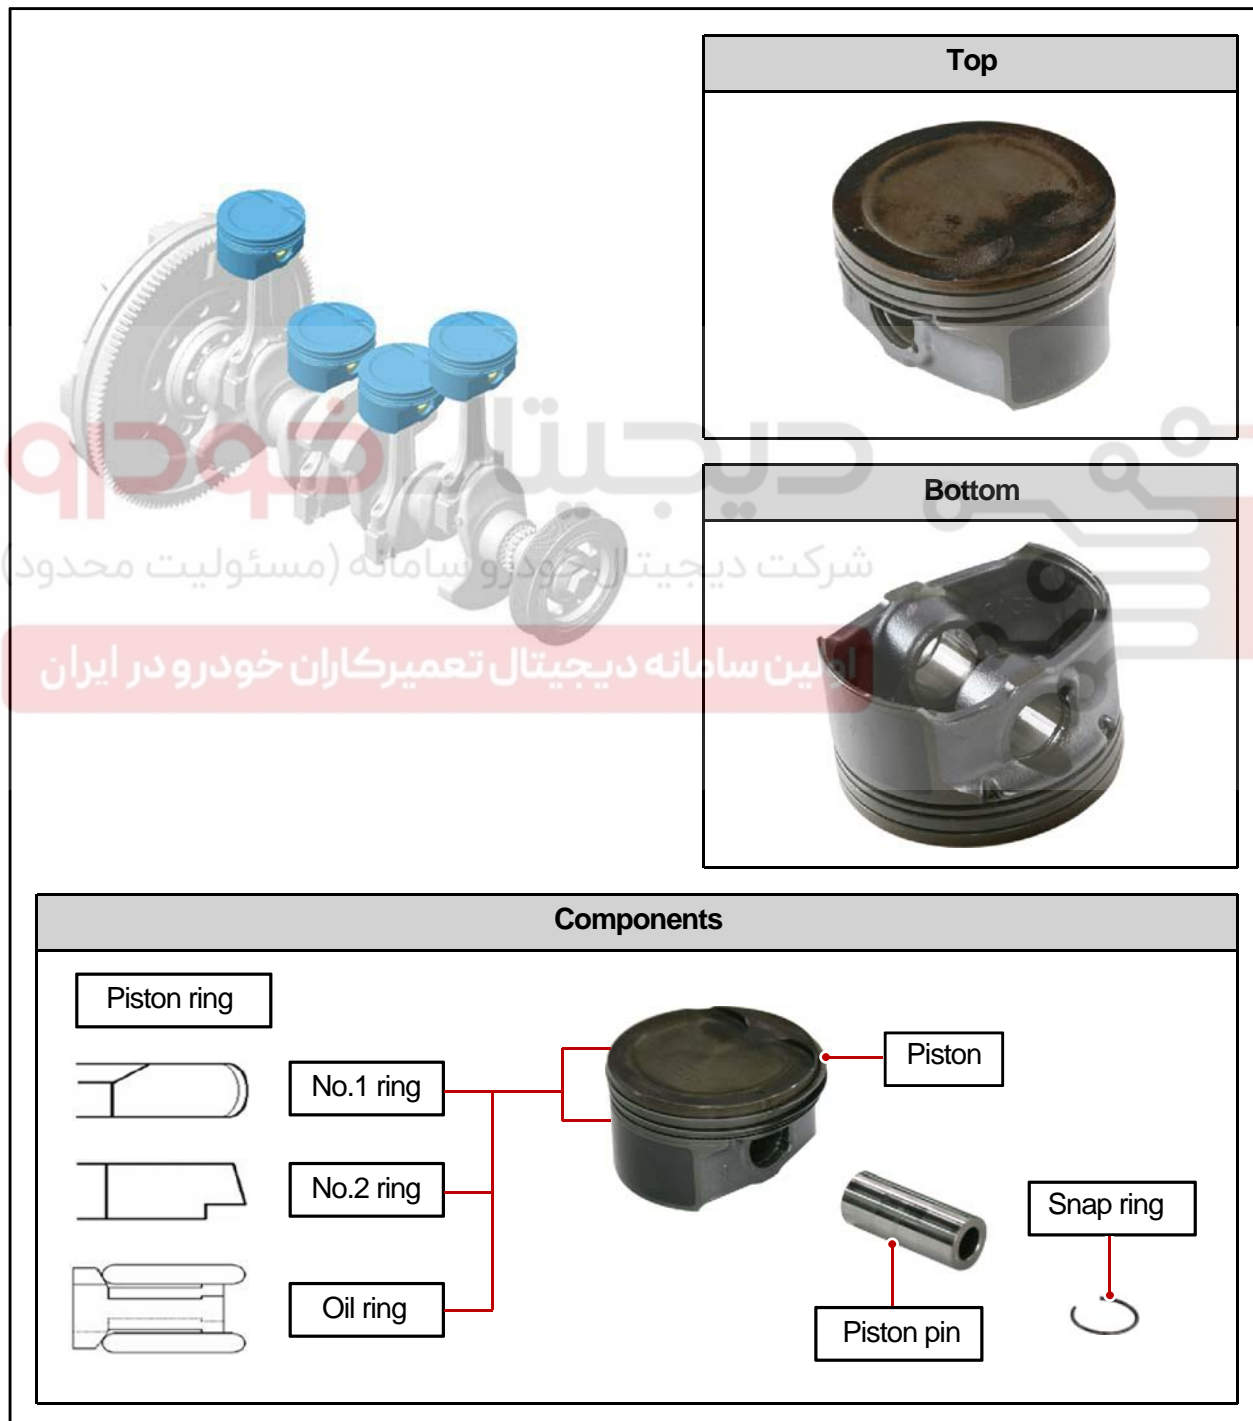 Top
دیجیتال خودرو
شرکت دیجیتال خودرو سامانه (مسئولیت محدود)
اولین سامانه دیجیتال تعمیرکاران خودرو در ایران
Bottom
Components
Piston ring
No.1 ring
Piston
No.2 ring
Snap ring
Oil ring
Piston pin